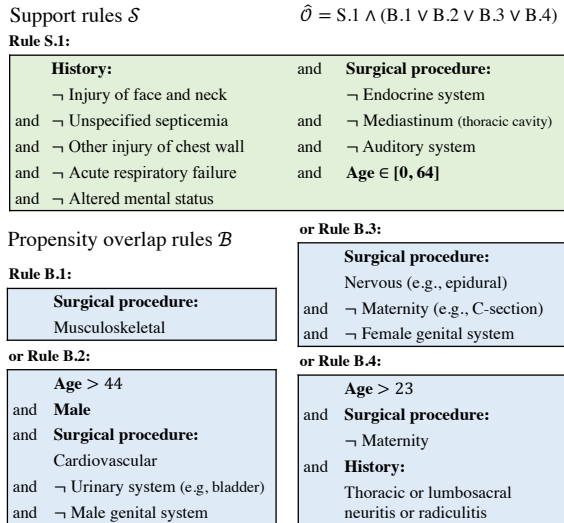 Support rules 𝒮
Ô = S.1 ∧ (B.1 ∨ B.2 ∨ B.3 ∨ B.4)
Rule S.1:
History:
¬ Injury of face and neck
and ¬ Unspecified septicemia
and ¬ Other injury of chest wall
and ¬ Acute respiratory failure
and ¬ Altered mental status
and Surgical procedure:
¬ Endocrine system
and ¬ Mediastinum (thoracic cavity)
and ¬ Auditory system
and Age ∈ [0, 64]
Propensity overlap rules ℬ
Rule B.1:
Surgical procedure:
Musculoskeletal
or Rule B.2:
Age > 44
and Male
and Surgical procedure:
Cardiovascular
and ¬ Urinary system (e.g, bladder)
and ¬ Male genital system
or Rule B.3:
Surgical procedure:
Nervous (e.g., epidural)
and ¬ Maternity (e.g., C-section)
and ¬ Female genital system
or Rule B.4:
Age > 23
and Surgical procedure:
¬ Maternity
and History:
Thoracic or lumbosacral
neuritis or radiculitis